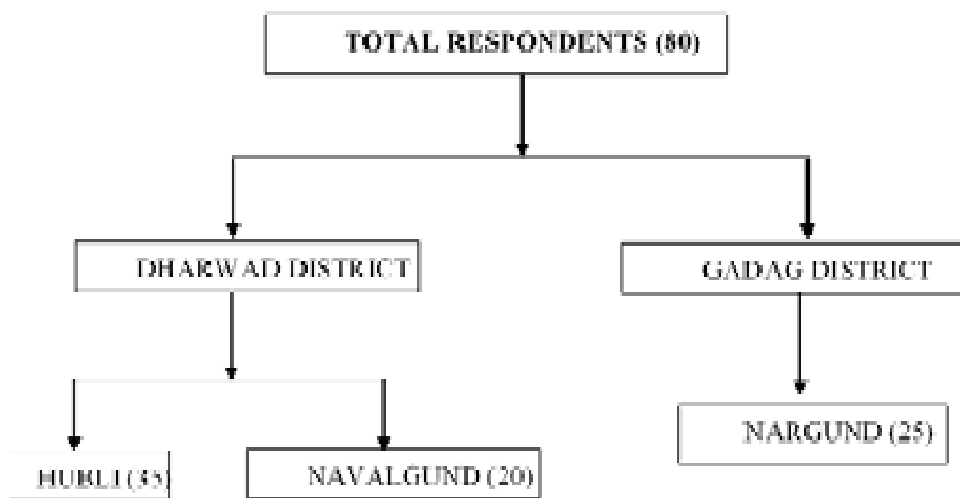 TOTAL RESPONDENTS (80)
DHARWAD DISTRICT
GADAG DISTRICT
HUBLI (35)
NAVALGUND (20)
NARGUND (25)